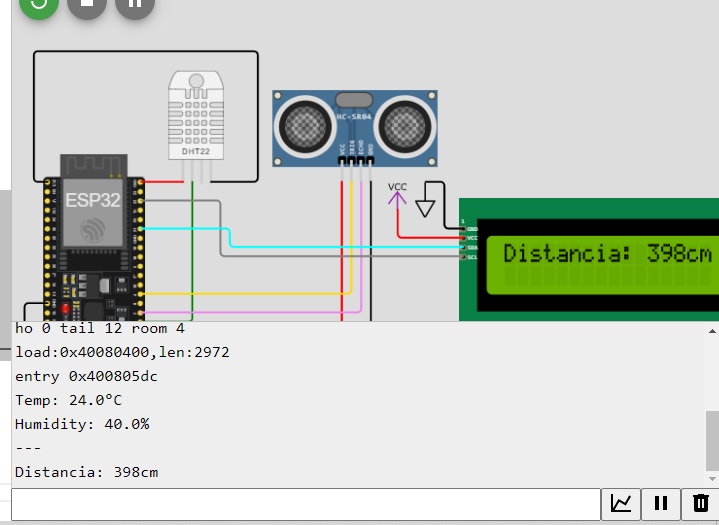 DHT22
HC-SR04
VCC
TRIG
ECHO
GND
ESP32
VCC
1
GND
VCC
SDA
SCL
Distancia: 398cm
ho 0 tail 12 room 4
load:0x40080400,len:2972
entry 0x400805dc
Temp: 24.0°C
Humidity: 40.0%
---
Distancia: 398cm